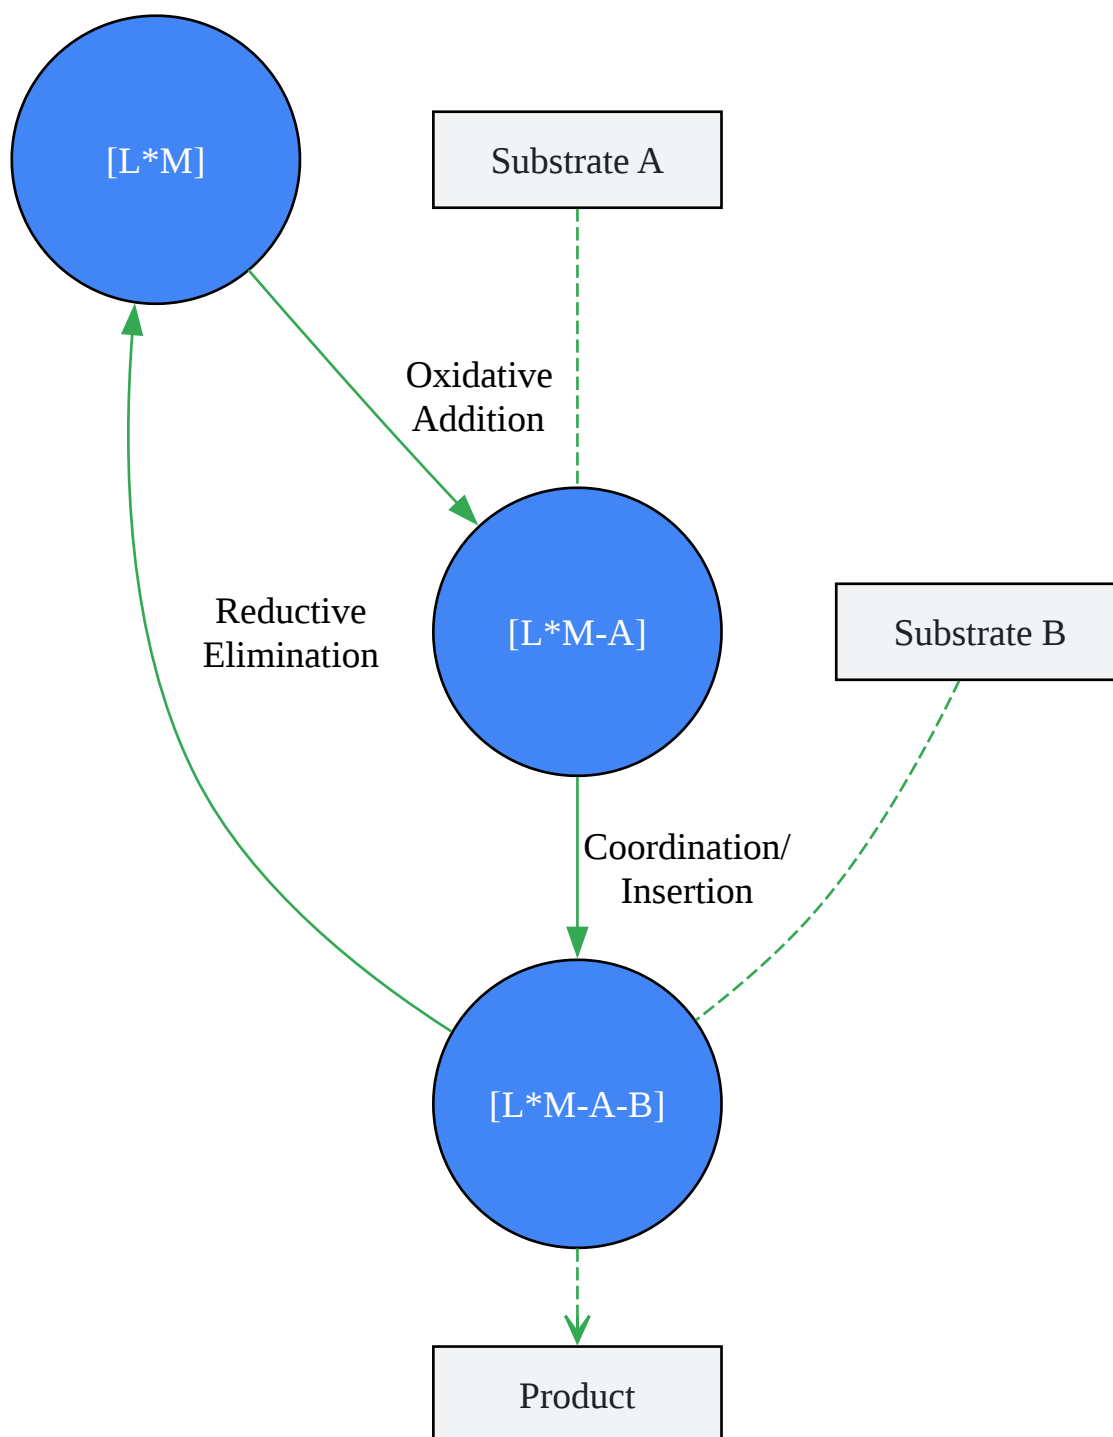 [L*M]
Substrate A
Oxidative
Addition
Reductive
Elimination
[L*M-A]
Substrate B
Coordination/
Insertion
[L*M-A-B]
Product